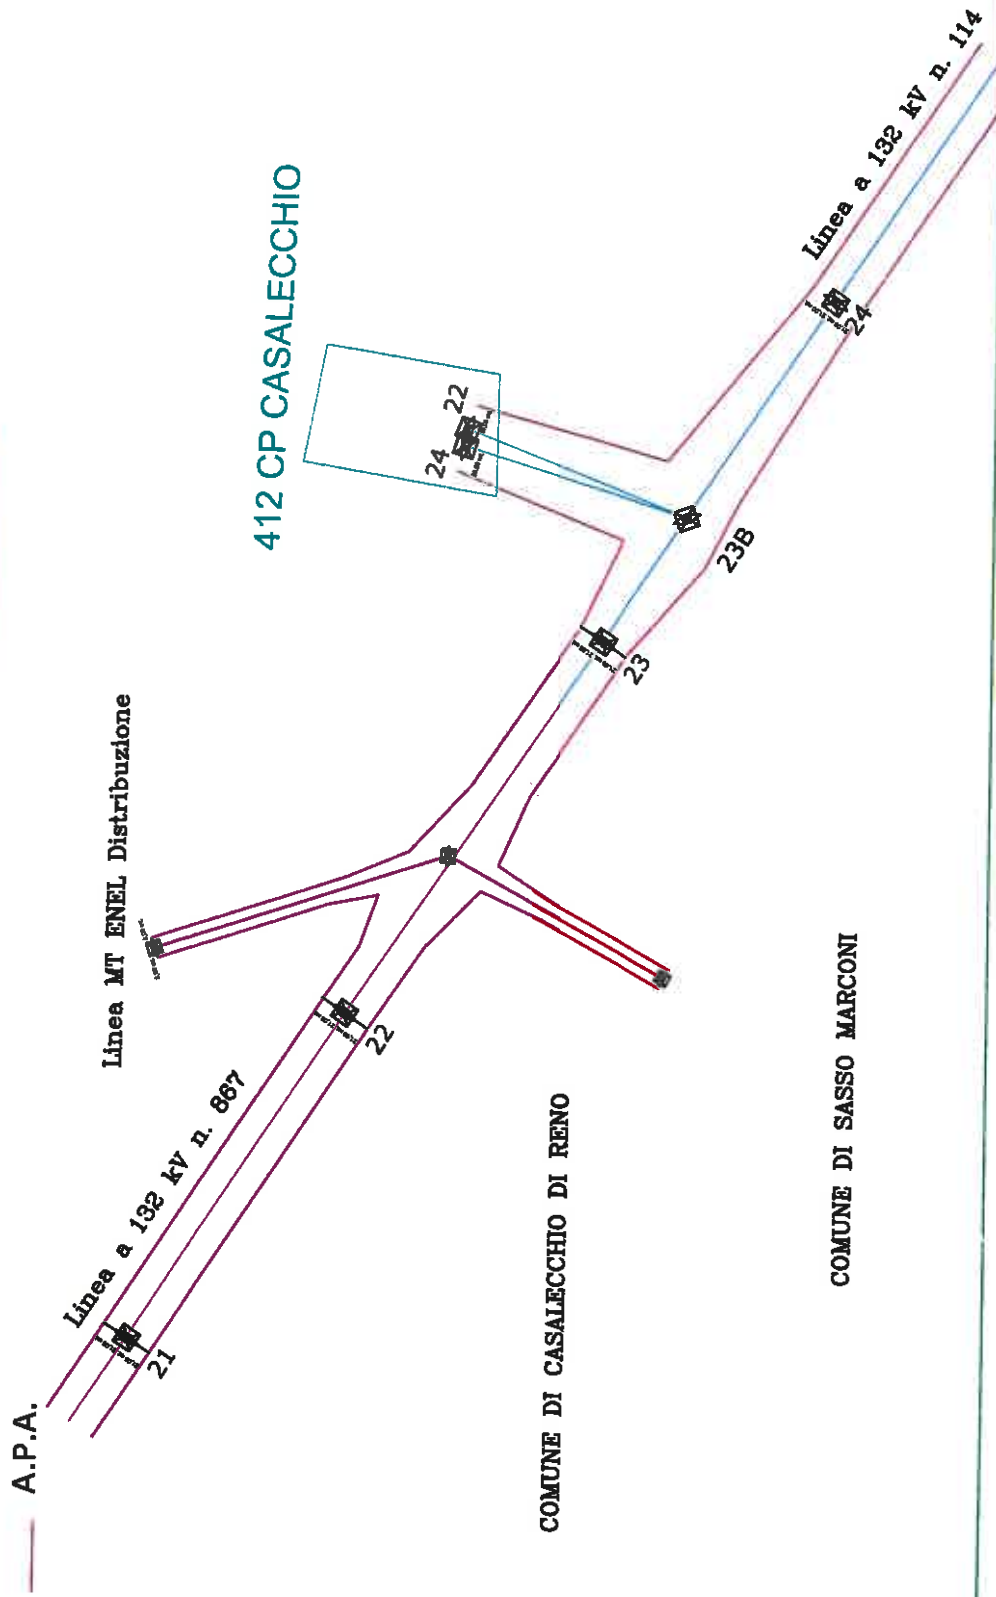 A.P.A.
Linea a 132 kV n. 867
21
22
Linea MT ENEL Distribuzione
412 CP CASALECCHIO
24
22
23
23B
24
Linea a 132 kV n. 114
COMUNE DI CASALECCHIO DI RENO
COMUNE DI SASSO MARCONI